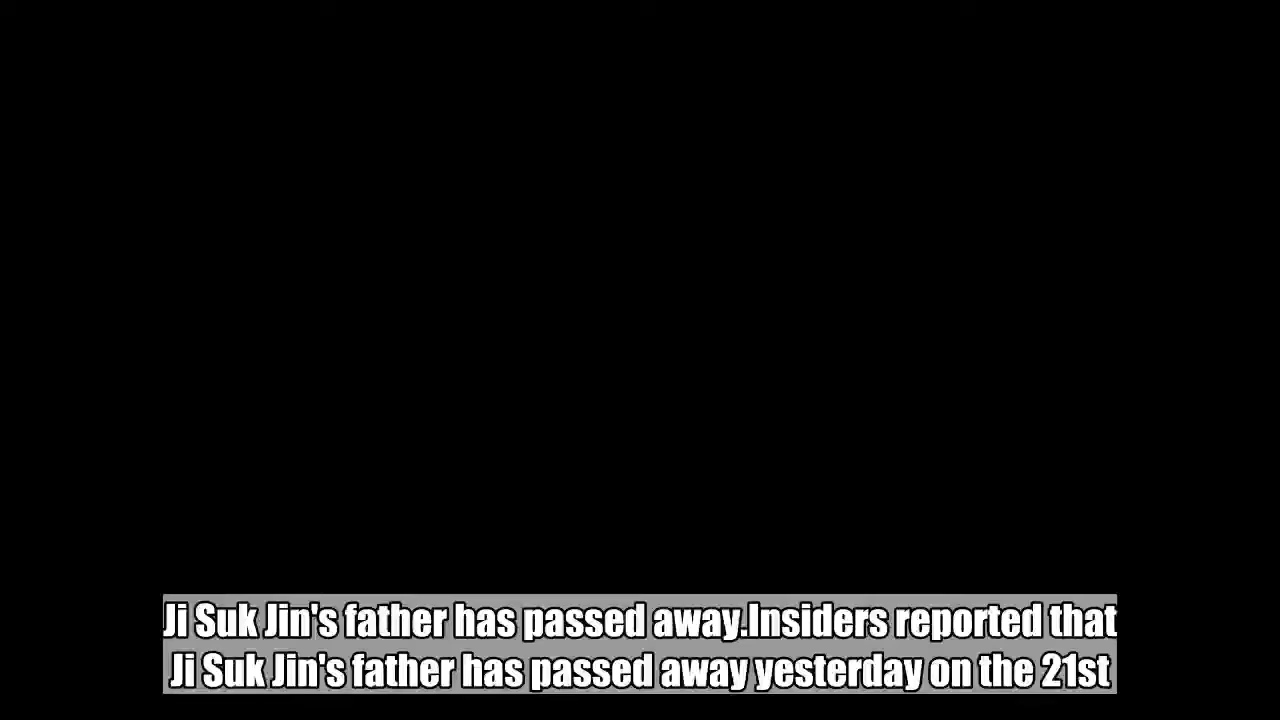 Ji Suk Jin's father has passed away.Insiders reported that
Ji Suk Jin's father has passed away yesterday on the 21st